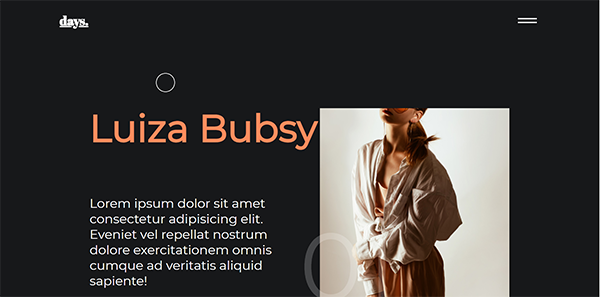 days.
Luiza Bubsy
Lorem ipsum dolor sit amet
consectetur adipisicing elit.
Eveniet vel repellat nostrum
dolore exercitationem omnis
cumque ad veritatis aliquid
sapiente!